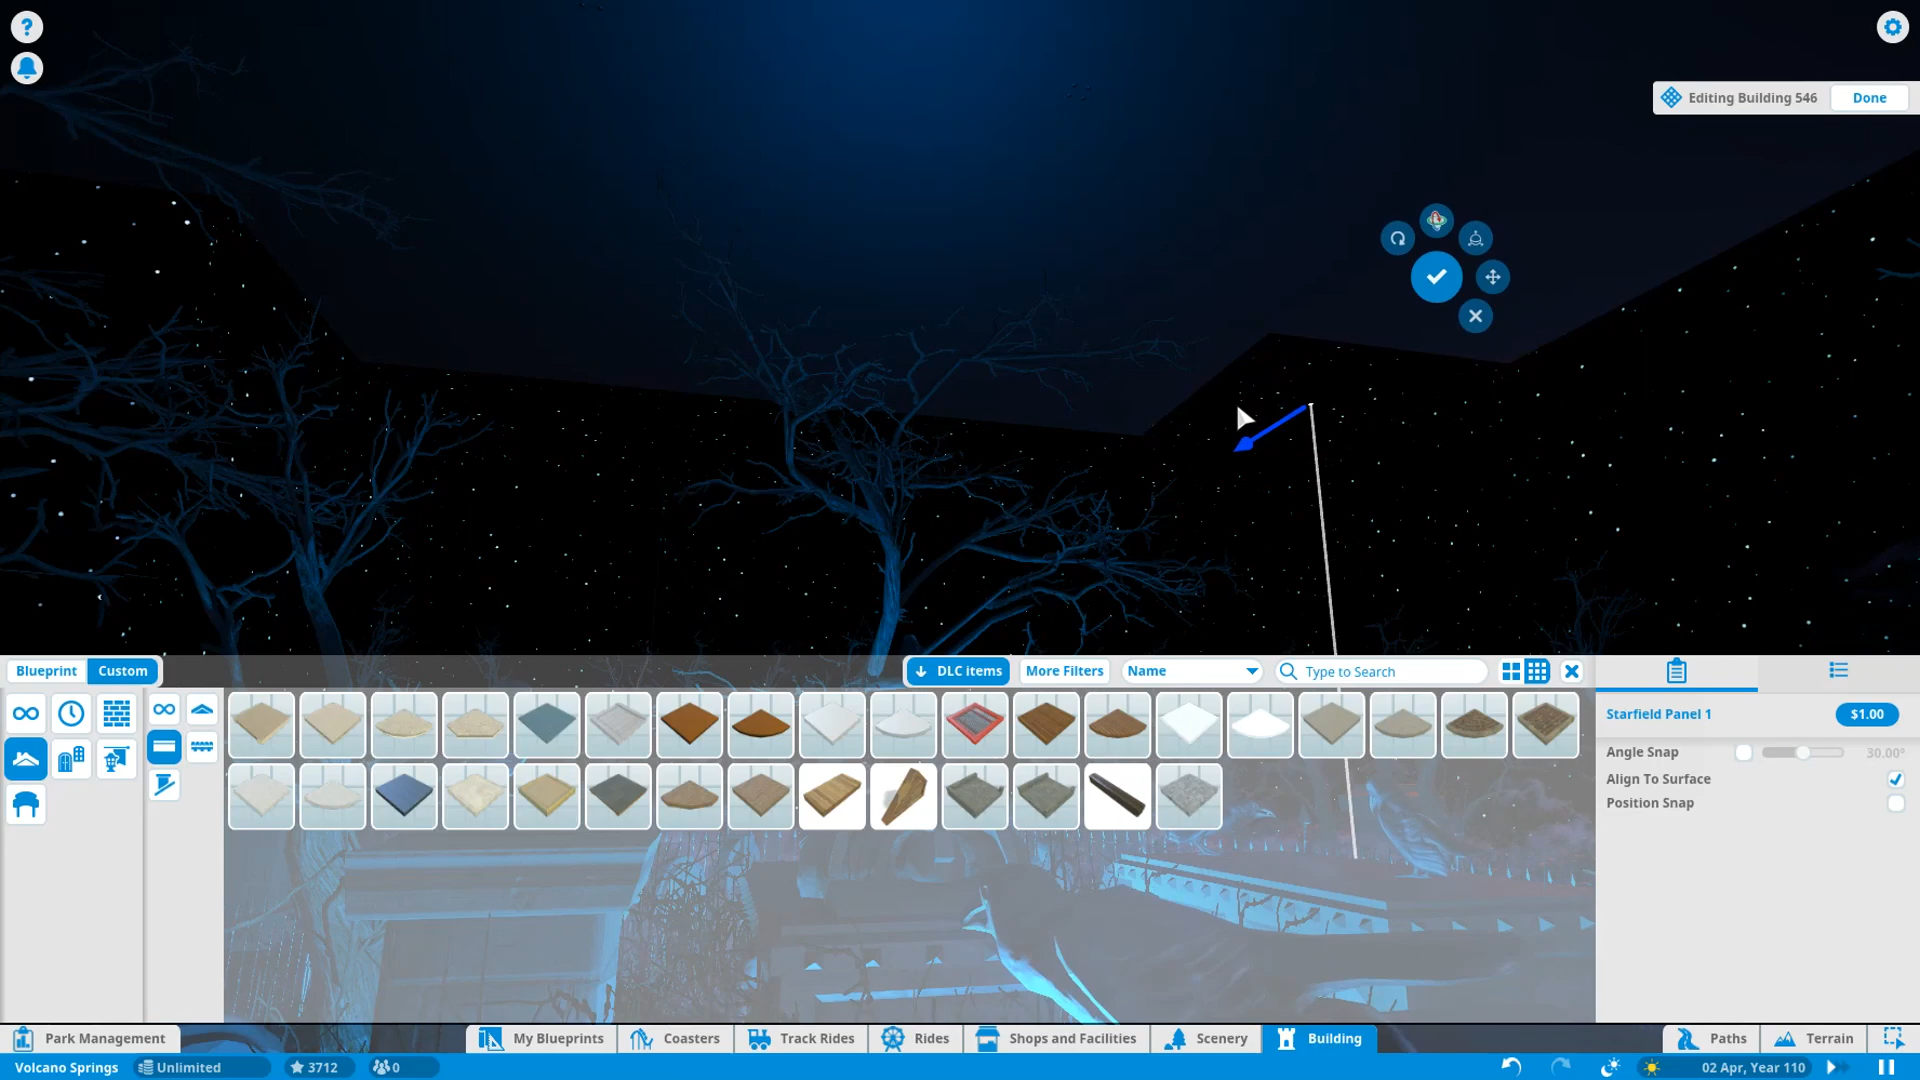 ?
Editing Building 546 Done
Blueprint Custom DLC items More Filters Name Type to Search
Starfield Panel 1 $1.00
Angle Snap 30.00°
Align To Surface
Position Snap
Park Management My Blueprints Coasters Track Rides Rides Shops and Facilities Scenery Building Paths Terrain
Volcano Springs Unlimited 3712 0 02 Apr, Year 110